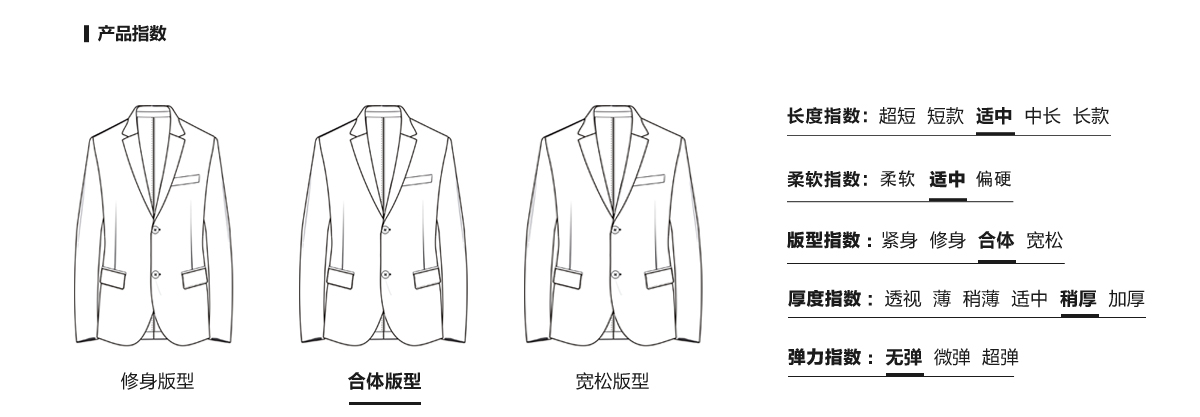 产品指数
修身版型
合体版型
宽松版型
长度指数： 超短 短款 适中 中长 长款
柔软指数： 柔软 适中 偏硬
版型指数： 紧身 修身 合体 宽松
厚度指数： 透视 薄 稍薄 适中 稍厚 加厚
弹力指数： 无弹 微弹 超弹